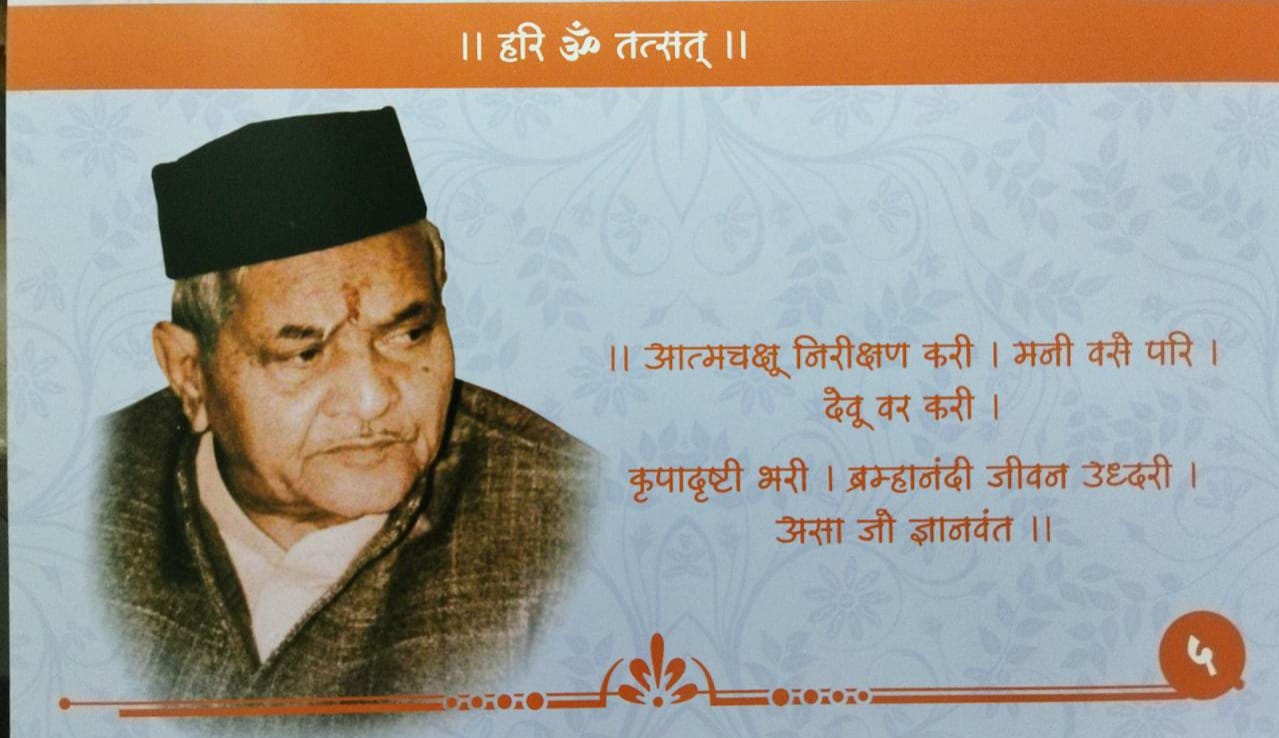 ।। हरि ॐ तत्सत् ।।
।। आत्मचक्षू निरीक्षण करी । मनी वसे परि ।
देवू वर करी ।
कृपादृष्टी भरी । ब्रम्हानंदी जीवन उध्दरी ।
असा जो ज्ञानवंत ।।
५